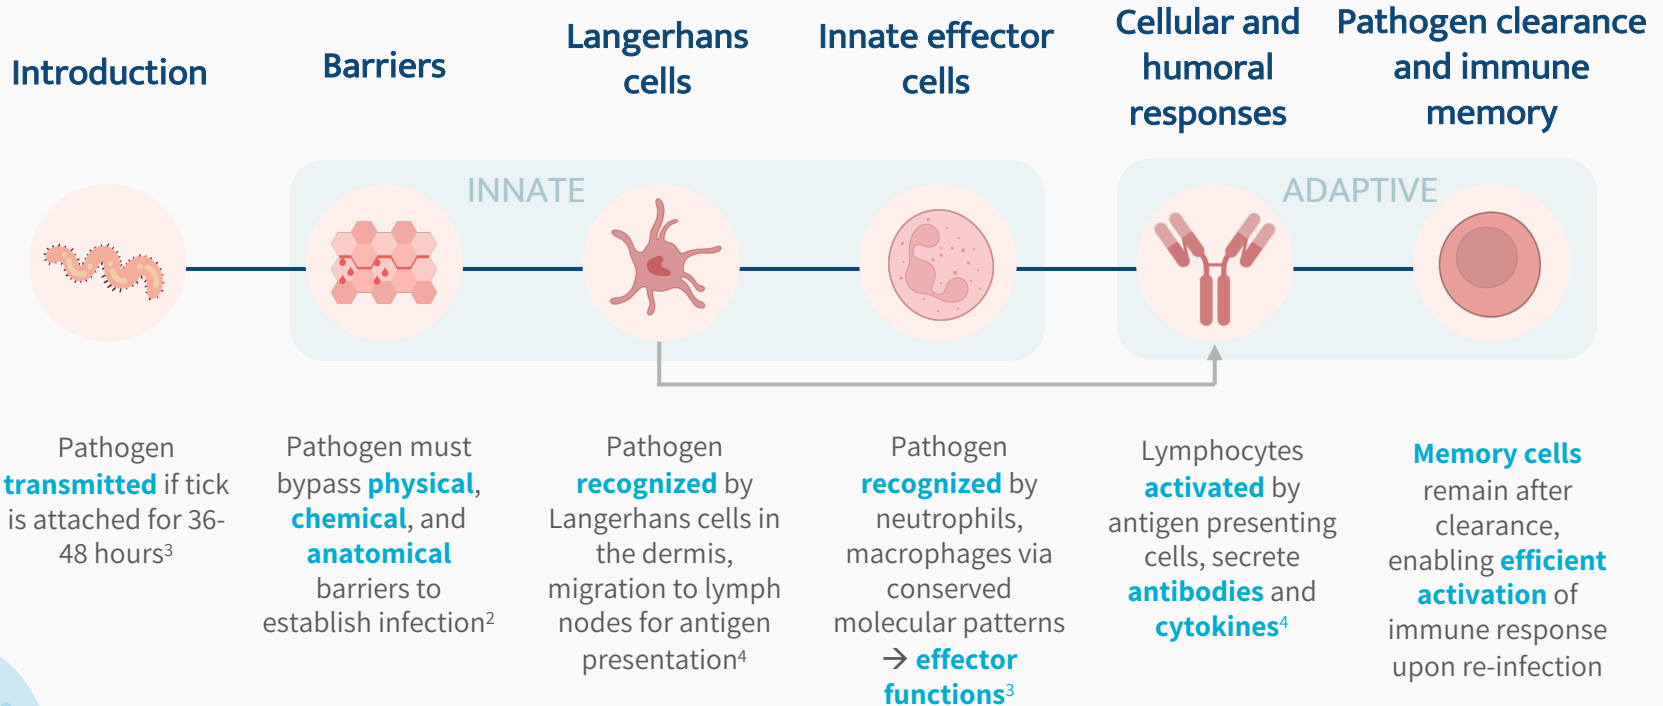 Introduction
Barriers
Langerhans
cells
Innate effector
cells
Cellular and
humoral
responses
Pathogen clearance
and immune
memory
INNATE
ADAPTIVE
Pathogen
transmitted if tick
is attached for 36-
48 hours³
Pathogen must
bypass physical,
chemical, and
anatomical
barriers to
establish infection²
Pathogen
recognized by
Langerhans cells in
the dermis,
migration to lymph
nodes for antigen
presentation⁴
Pathogen
recognized by
neutrophils,
macrophages via
conserved
molecular patterns
→ effector
functions³
Lymphocytes
activated by
antigen presenting
cells, secrete
antibodies and
cytokines⁴
Memory cells
remain after
clearance,
enabling efficient
activation of
immune response
upon re-infection